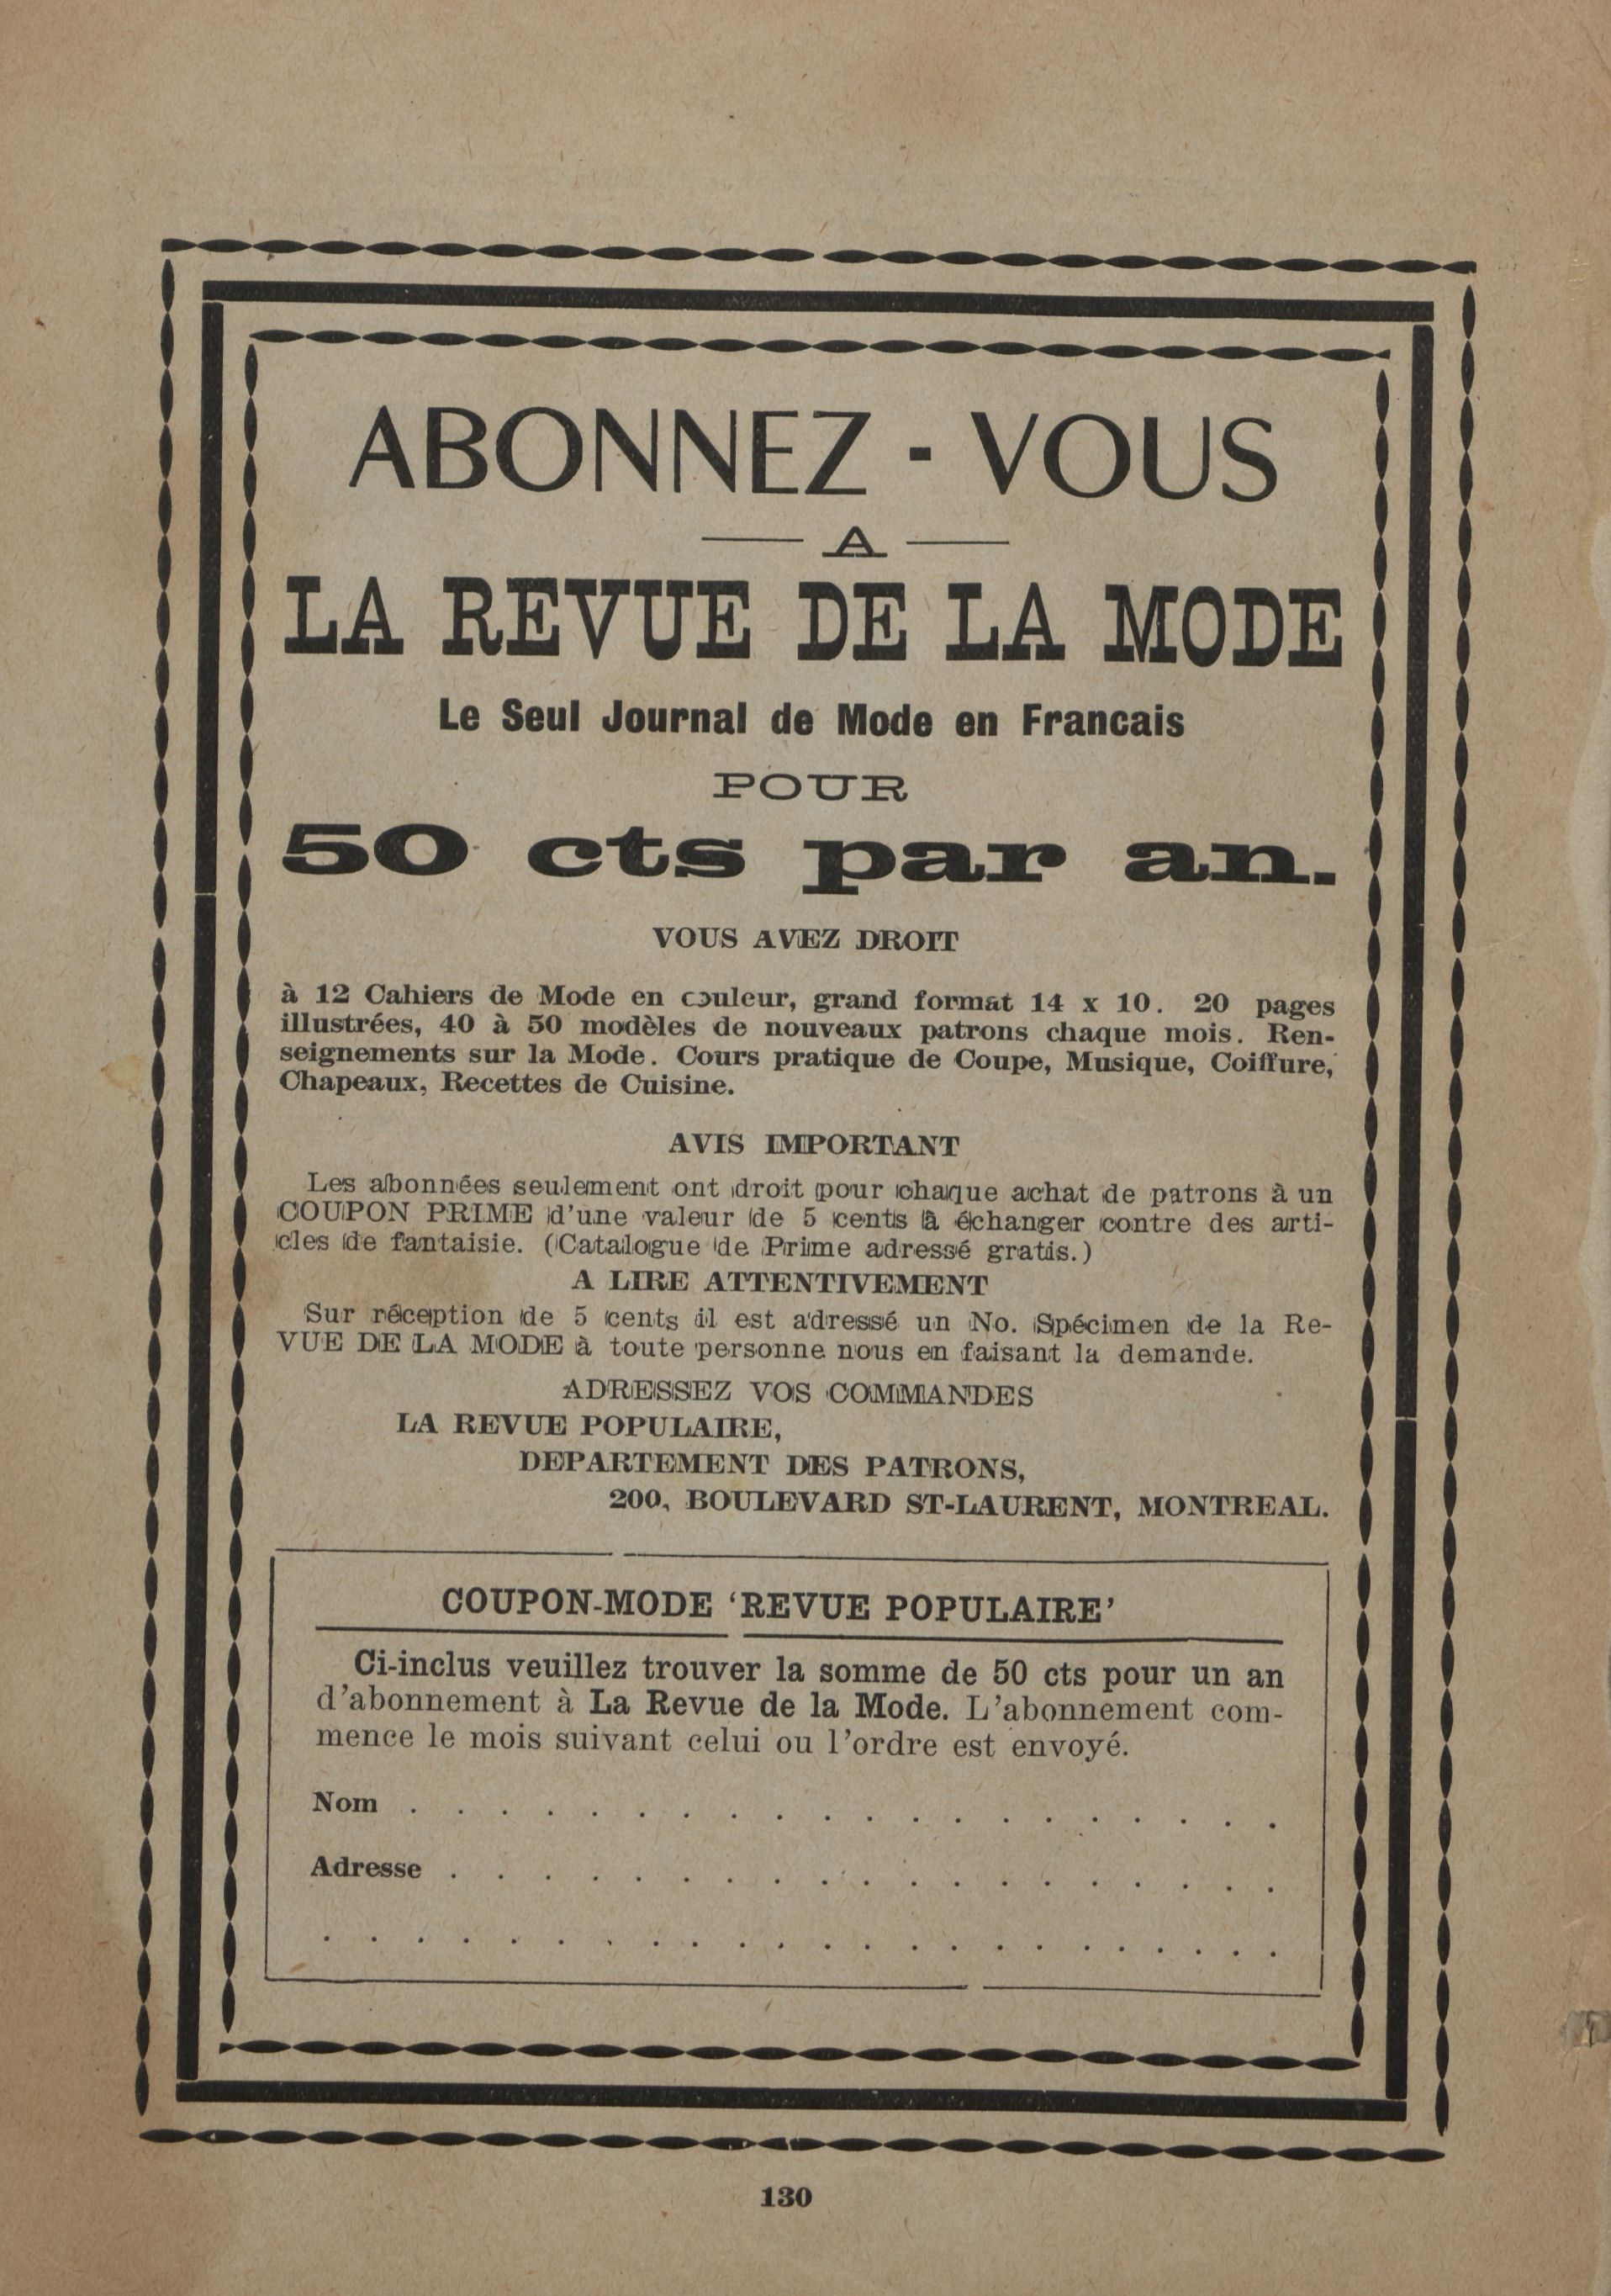 ABONNEZ - VOUS
A
LA REVUE DE LA MODE
Le Seul Journal de Mode en Francais
POUR
50 cts par an.
VOUS AVEZ DROIT
à 12 Cahiers de Mode en couleur, grand format 14 x 10. 20 pages
illustrées, 40 à 50 modèles de nouveaux patrons chaque mois. Ren-
seignements sur la Mode. Cours pratique de Coupe, Musique, Coiffure,
Chapeaux, Recettes de Cuisine.
AVIS IMPORTANT
Les abonnées seulement ont droit pour chaque achat de patrons à un
COUPON PRIME d'une valeur de 5 cents à échanger contre des arti-
cles de fantaisie. (Catalogue de Prime adressé gratis.)
A LIRE ATTENTIVEMENT
Sur réception de 5 cents il est adressé un No. Spécimen de la Re-
VUE DE LA MODE à toute personne nous en faisant la demande.
ADRESSEZ VOS COMMANDES
LA REVUE POPULAIRE,
DEPARTEMENT DES PATRONS,
200, BOULEVARD ST-LAURENT, MONTREAL.
COUPON-MODE 'REVUE POPULAIRE'
Ci-inclus veuillez trouver la somme de 50 cts pour un an
d'abonnement à La Revue de la Mode. L'abonnement com-
mence le mois suivant celui ou l'ordre est envoyé.
Nom . . . . . . . . . . . . . . . . . . . .
Adresse . . . . . . . . . . . . . . . . . . .
. . . . . . . . . . . . . . . . . . . . . .
130